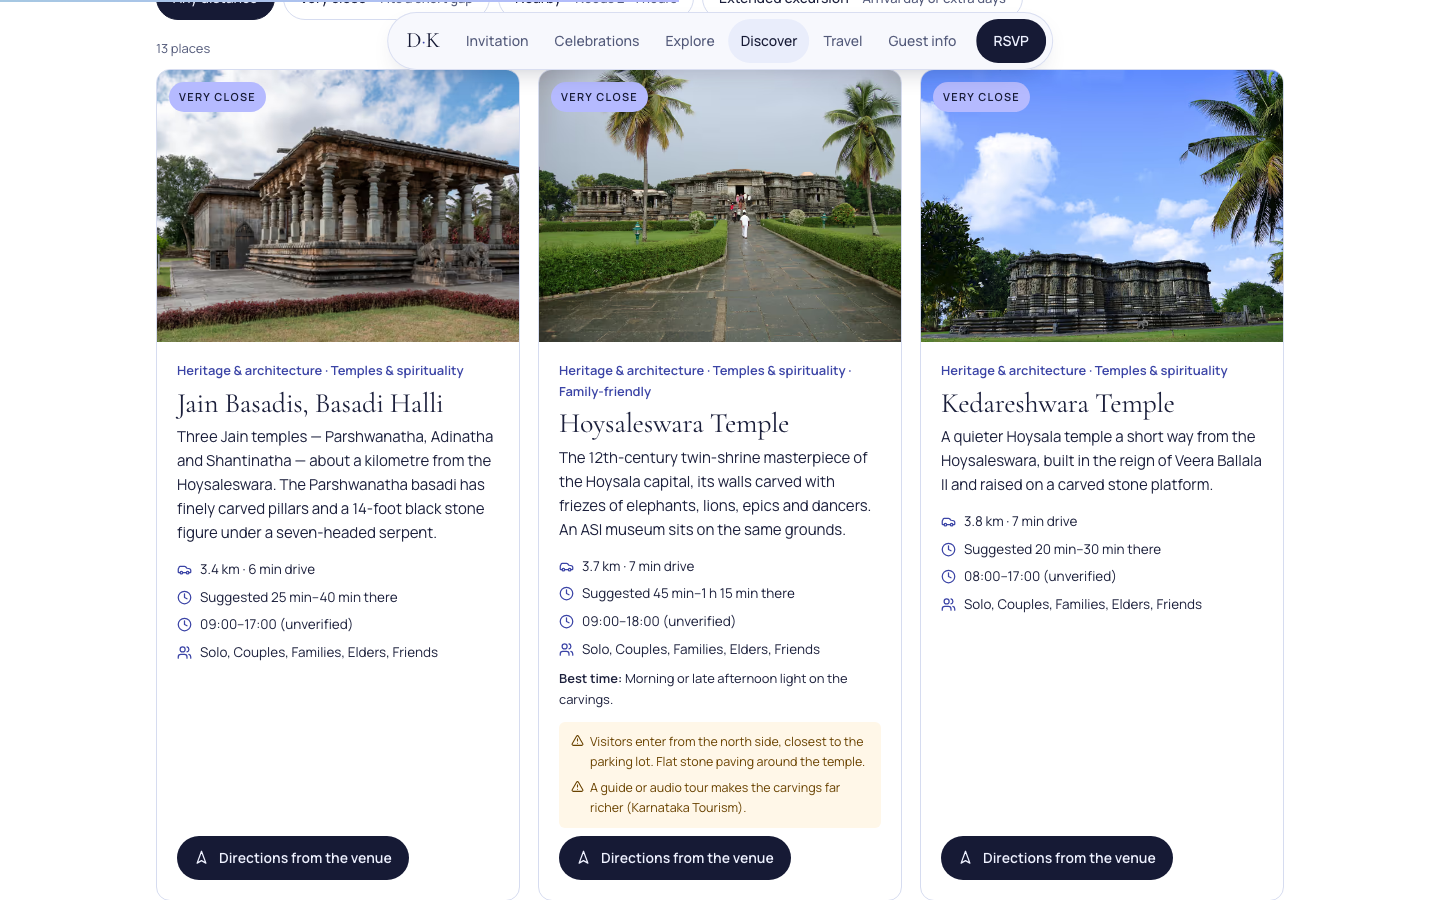 D·K
Invitation
Celebrations
Explore
Discover
Travel
Guest info
RSVP
13 places
VERY CLOSE
Heritage & architecture · Temples & spirituality
Jain Basadis, Basadi Halli
Three Jain temples — Parshwanatha, Adinatha
and Shantinatha — about a kilometre from the
Hoysaleswara. The Parshwanatha basadi has
finely carved pillars and a 14-foot black stone
figure under a seven-headed serpent.
3.4 km · 6 min drive
Suggested 25 min–40 min there
09:00–17:00 (unverified)
Solo, Couples, Families, Elders, Friends
Directions from the venue
VERY CLOSE
Heritage & architecture · Temples & spirituality ·
Family-friendly
Hoysaleswara Temple
The 12th-century twin-shrine masterpiece of
the Hoysala capital, its walls carved with
friezes of elephants, lions, epics and dancers.
An ASI museum sits on the same grounds.
3.7 km · 7 min drive
Suggested 45 min–1 h 15 min there
09:00–18:00 (unverified)
Solo, Couples, Families, Elders, Friends
Best time: Morning or late afternoon light on the
carvings.
Visitors enter from the north side, closest to the
parking lot. Flat stone paving around the temple.
A guide or audio tour makes the carvings far
richer (Karnataka Tourism).
Directions from the venue
VERY CLOSE
Heritage & architecture · Temples & spirituality
Kedareshwara Temple
A quieter Hoysala temple a short way from the
Hoysaleswara, built in the reign of Veera Ballala
II and raised on a carved stone platform.
3.8 km · 7 min drive
Suggested 20 min–30 min there
08:00–17:00 (unverified)
Solo, Couples, Families, Elders, Friends
Directions from the venue